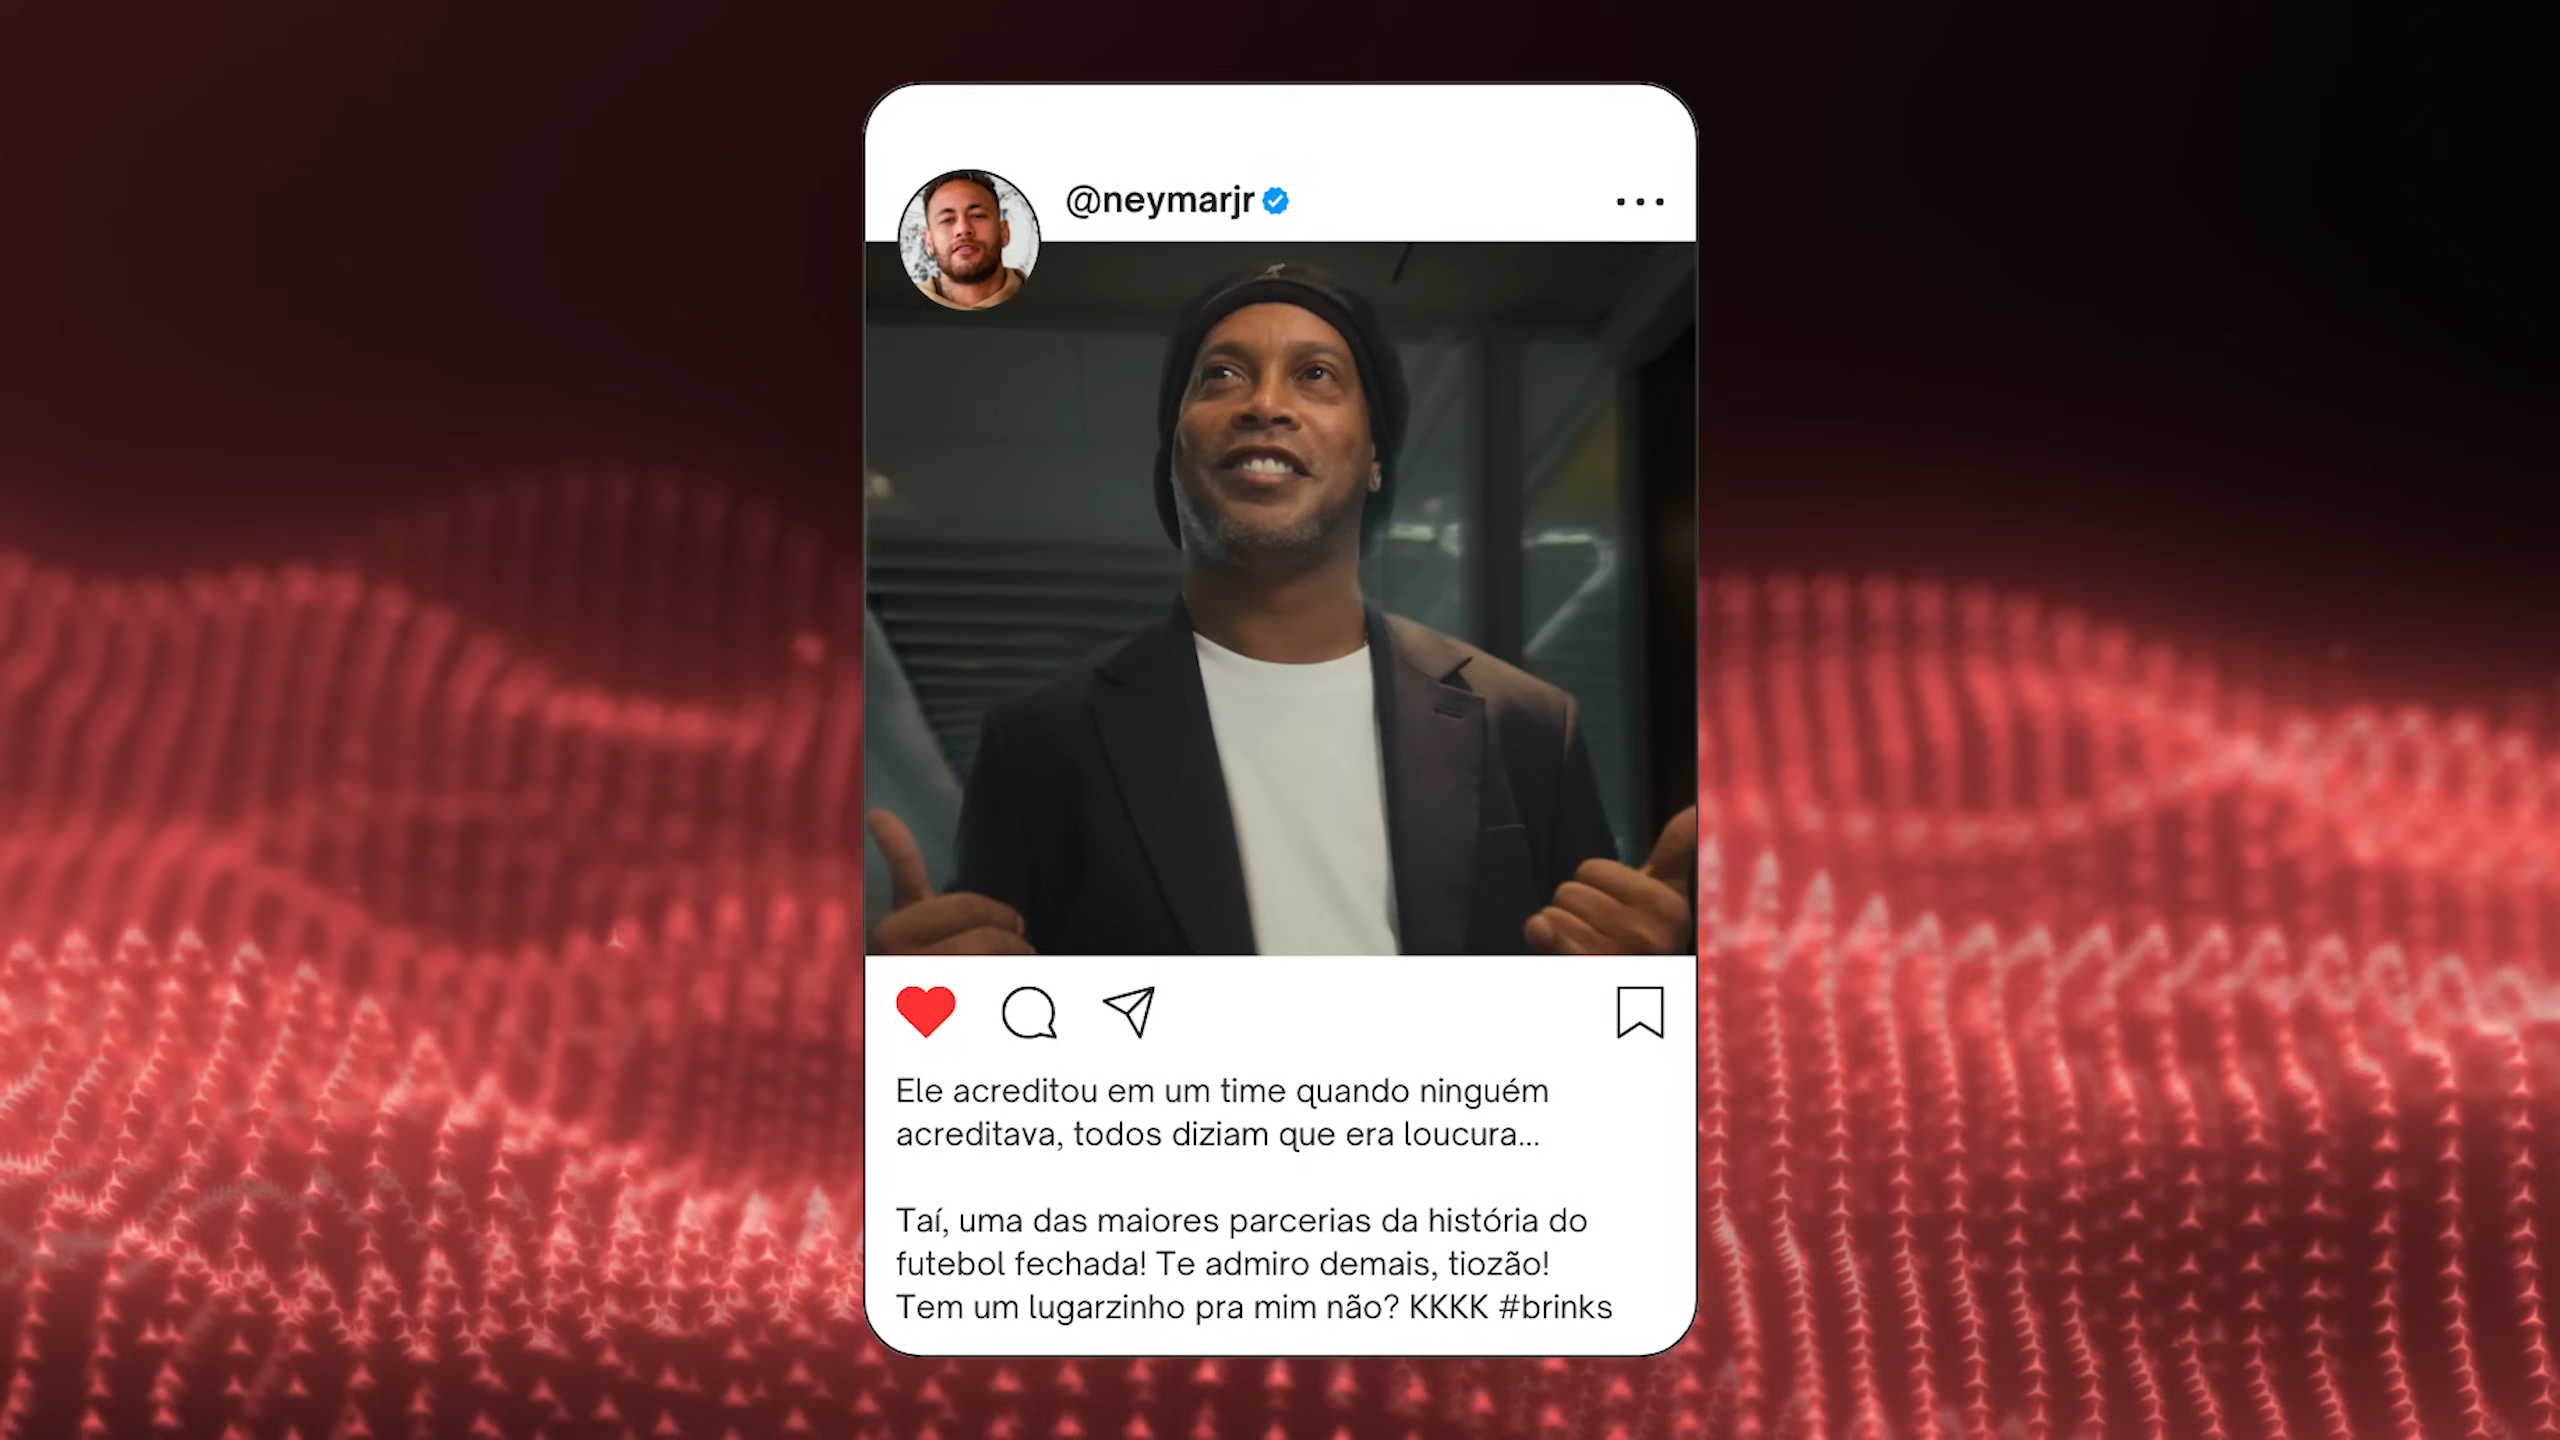 @neymarjr
Ele acreditou em um time quando ninguém
acreditava, todos diziam que era loucura...
Taí, uma das maiores parcerias da história do
futebol fechada! Te admiro demais, tiozão!
Tem um lugarzinho pra mim não? KKKK #brinks